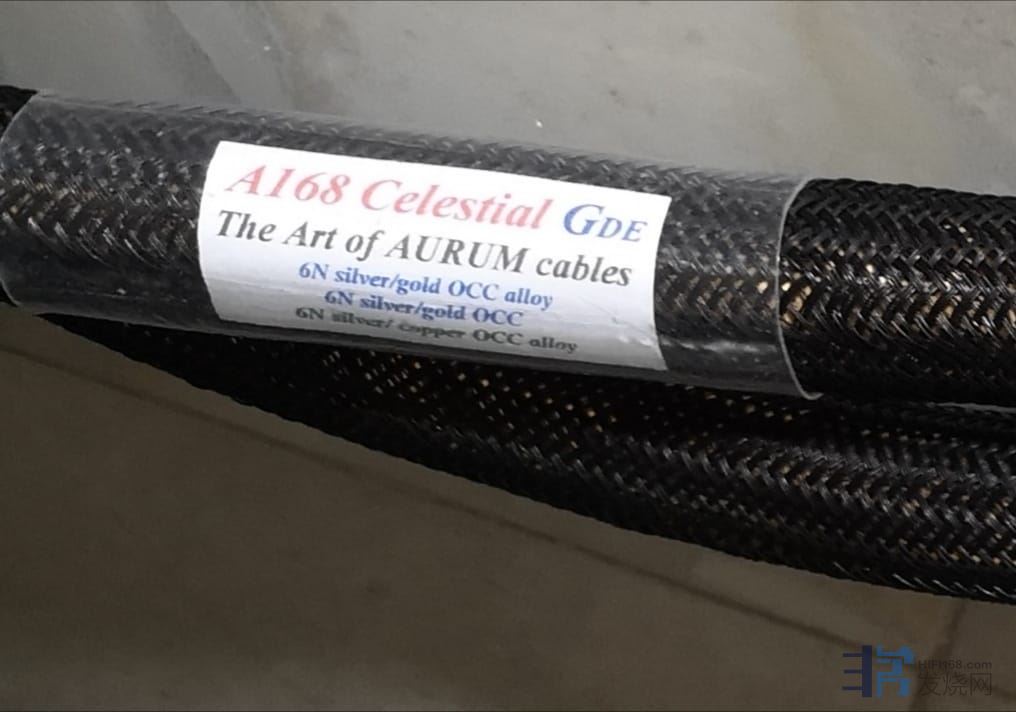 A168 Celestial GDE
The Art of AURUM cables
6N silver/gold OCC alloy
6N silver/gold OCC
6N silver/ copper OCC alloy
HIFI168.com
发烧网